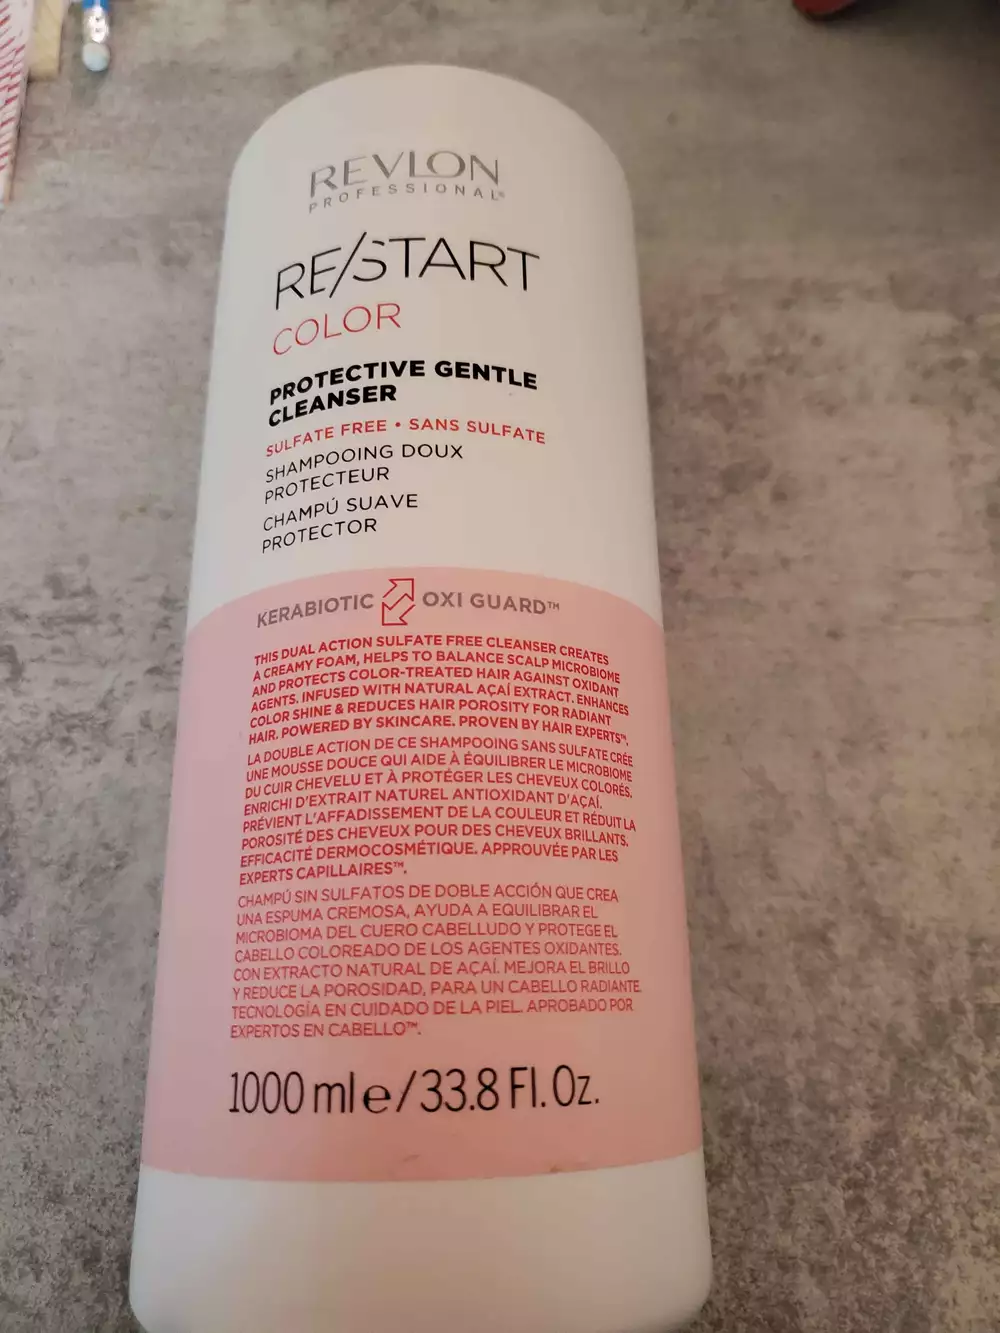 REVLON
PROFESSIONAL®
RE/START
COLOR
PROTECTIVE GENTLE
CLEANSER
SULFATE FREE • SANS SULFATE
SHAMPOOING DOUX
PROTECTEUR
CHAMPÚ SUAVE
PROTECTOR
KERABIOTIC OXI GUARD™
THIS DUAL ACTION SULFATE FREE CLEANSER CREATES
A CREAMY FOAM, HELPS TO BALANCE SCALP MICROBIOME
AND PROTECTS COLOR-TREATED HAIR AGAINST OXIDANT
AGENTS. INFUSED WITH NATURAL AÇAÍ EXTRACT. ENHANCES
COLOR SHINE & REDUCES HAIR POROSITY FOR RADIANT
HAIR. POWERED BY SKINCARE. PROVEN BY HAIR EXPERTS™.
LA DOUBLE ACTION DE CE SHAMPOOING SANS SULFATE CRÉE
UNE MOUSSE DOUCE QUI AIDE À ÉQUILIBRER LE MICROBIOME
DU CUIR CHEVELU ET À PROTÉGER LES CHEVEUX COLORÉS.
ENRICHI D'EXTRAIT NATUREL ANTIOXIDANT D'AÇAÍ.
PRÉVIENT L'AFFADISSEMENT DE LA COULEUR ET RÉDUIT LA
POROSITÉ DES CHEVEUX POUR DES CHEVEUX BRILLANTS.
EFFICACITÉ DERMOCOSMÉTIQUE. APPROUVÉE PAR LES
EXPERTS CAPILLAIRES™.
CHAMPÚ SIN SULFATOS DE DOBLE ACCIÓN QUE CREA
UNA ESPUMA CREMOSA, AYUDA A EQUILIBRAR EL
MICROBIOMA DEL CUERO CABELLUDO Y PROTEGE EL
CABELLO COLOREADO DE LOS AGENTES OXIDANTES.
CON EXTRACTO NATURAL DE AÇAÍ. MEJORA EL BRILLO
Y REDUCE LA POROSIDAD, PARA UN CABELLO RADIANTE.
TECNOLOGÍA EN CUIDADO DE LA PIEL. APROBADO POR
EXPERTOS EN CABELLO™.
1000 ml e / 33.8 Fl. Oz.